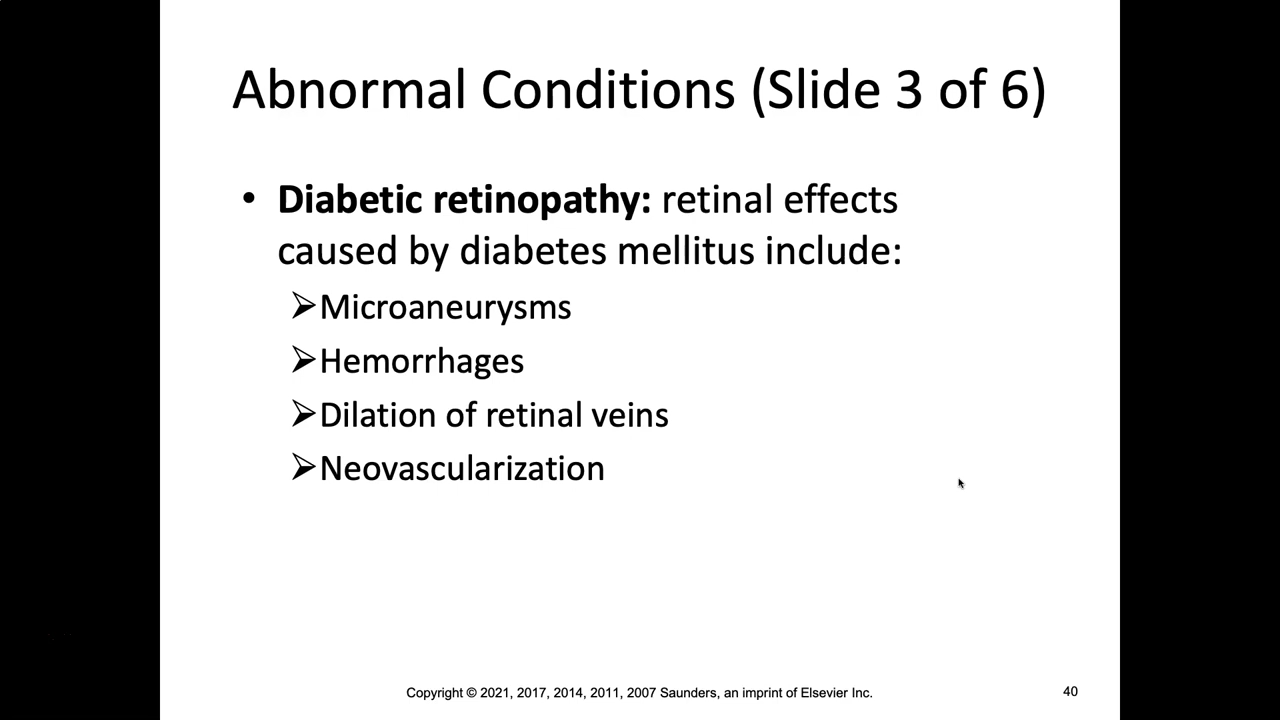 Abnormal Conditions (Slide 3 of 6)
• Diabetic retinopathy: retinal effects
caused by diabetes mellitus include:
➢Microaneurysms
➢Hemorrhages
➢Dilation of retinal veins
➢Neovascularization
Copyright © 2021, 2017, 2014, 2011, 2007 Saunders, an imprint of Elsevier Inc.
40